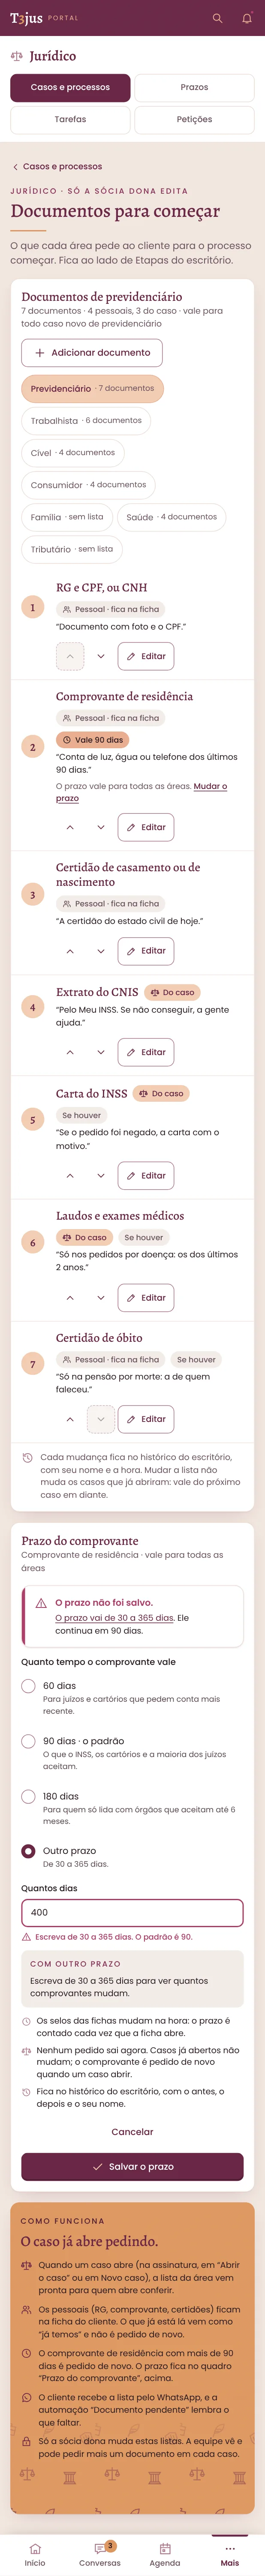 T3jus PORTAL
Jurídico
Casos e processos
Prazos
Tarefas
Petições
Casos e processos
JURÍDICO · SÓ A SÓCIA DONA EDITA
Documentos para começar
O que cada área pede ao cliente para o processo
começar. Fica ao lado de Etapas do escritório.
Documentos de previdenciário
7 documentos · 4 pessoais, 3 do caso · vale para
todo caso novo de previdenciário
Adicionar documento
Previdenciário · 7 documentos
Trabalhista · 6 documentos
Cível · 4 documentos
Consumidor · 4 documentos
Família · sem lista
Saúde · 4 documentos
Tributário · sem lista
1
RG e CPF, ou CNH
Pessoal · fica na ficha
“Documento com foto e o CPF.”
Editar
2
Comprovante de residência
Pessoal · fica na ficha
Vale 90 dias
“Conta de luz, água ou telefone dos últimos
90 dias.”
O prazo vale para todas as áreas. Mudar o
prazo
Editar
3
Certidão de casamento ou de
nascimento
Pessoal · fica na ficha
“A certidão do estado civil de hoje.”
Editar
4
Extrato do CNIS
Do caso
“Pelo Meu INSS. Se não conseguir, a gente
ajuda.”
Editar
5
Carta do INSS
Do caso
Se houver
“Se o pedido foi negado, a carta com o
motivo.”
Editar
6
Laudos e exames médicos
Do caso
Se houver
“Só nos pedidos por doença: os dos últimos
2 anos.”
Editar
7
Certidão de óbito
Pessoal · fica na ficha
Se houver
“Só na pensão por morte: a de quem
faleceu.”
Editar
Cada mudança fica no histórico do escritório,
com seu nome e a hora. Mudar a lista não
muda os casos que já abriram: vale do próximo
caso em diante.
Prazo do comprovante
Comprovante de residência · vale para todas as
áreas
O prazo não foi salvo.
O prazo vai de 30 a 365 dias. Ele
continua em 90 dias.
Quanto tempo o comprovante vale
60 dias
Para juízos e cartórios que pedem conta mais
recente.
90 dias · o padrão
O que o INSS, os cartórios e a maioria dos juízos
aceitam.
180 dias
Para quem só lida com órgãos que aceitam até 6
meses.
Outro prazo
De 30 a 365 dias.
Quantos dias
400
Escreva de 30 a 365 dias. O padrão é 90.
COM OUTRO PRAZO
Escreva de 30 a 365 dias para ver quantos
comprovantes mudam.
Os selos das fichas mudam na hora: o prazo é
contado cada vez que a ficha abre.
Nenhum pedido sai agora. Casos já abertos não
mudam; o comprovante é pedido de novo
quando um caso abrir.
Fica no histórico do escritório, com o antes, o
depois e o seu nome.
Cancelar
Salvar o prazo
COMO FUNCIONA
O caso já abre pedindo.
Quando um caso abre (na assinatura, em “Abrir
o caso” ou em Novo caso), a lista da área vem
pronta para quem abre conferir.
Os pessoais (RG, comprovante, certidões) ficam
na ficha do cliente. O que já está lá vem como
“já temos” e não é pedido de novo.
O comprovante de residência com mais de 90
dias é pedido de novo. O prazo fica no quadro
“Prazo do comprovante”, acima.
O cliente recebe a lista pelo WhatsApp, e a
automação “Documento pendente” lembra o
que faltar.
Só a sócia dona muda estas listas. A equipe vê e
pode pedir mais um documento em cada caso.
Início
3
Conversas
Agenda
Mais